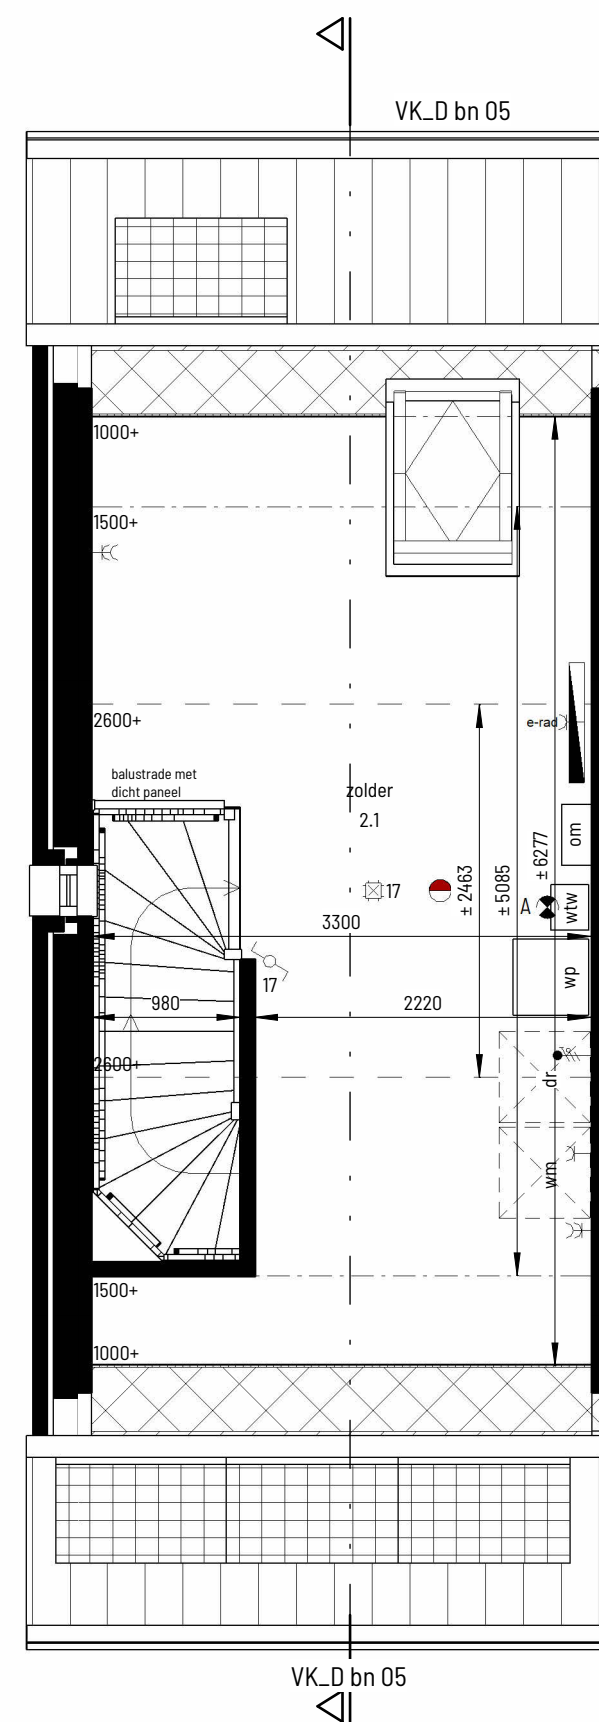 VK_D bn 05
1000+
1500+
2600+
e-rad
balustrade met
dicht paneel
zolder
2.1
om
± 6277
± 2463
± 5085
17
A
wtw
3300
17
wp
980
2220
2600+
dr
wm
1500+
1000+
VK_D bn 05